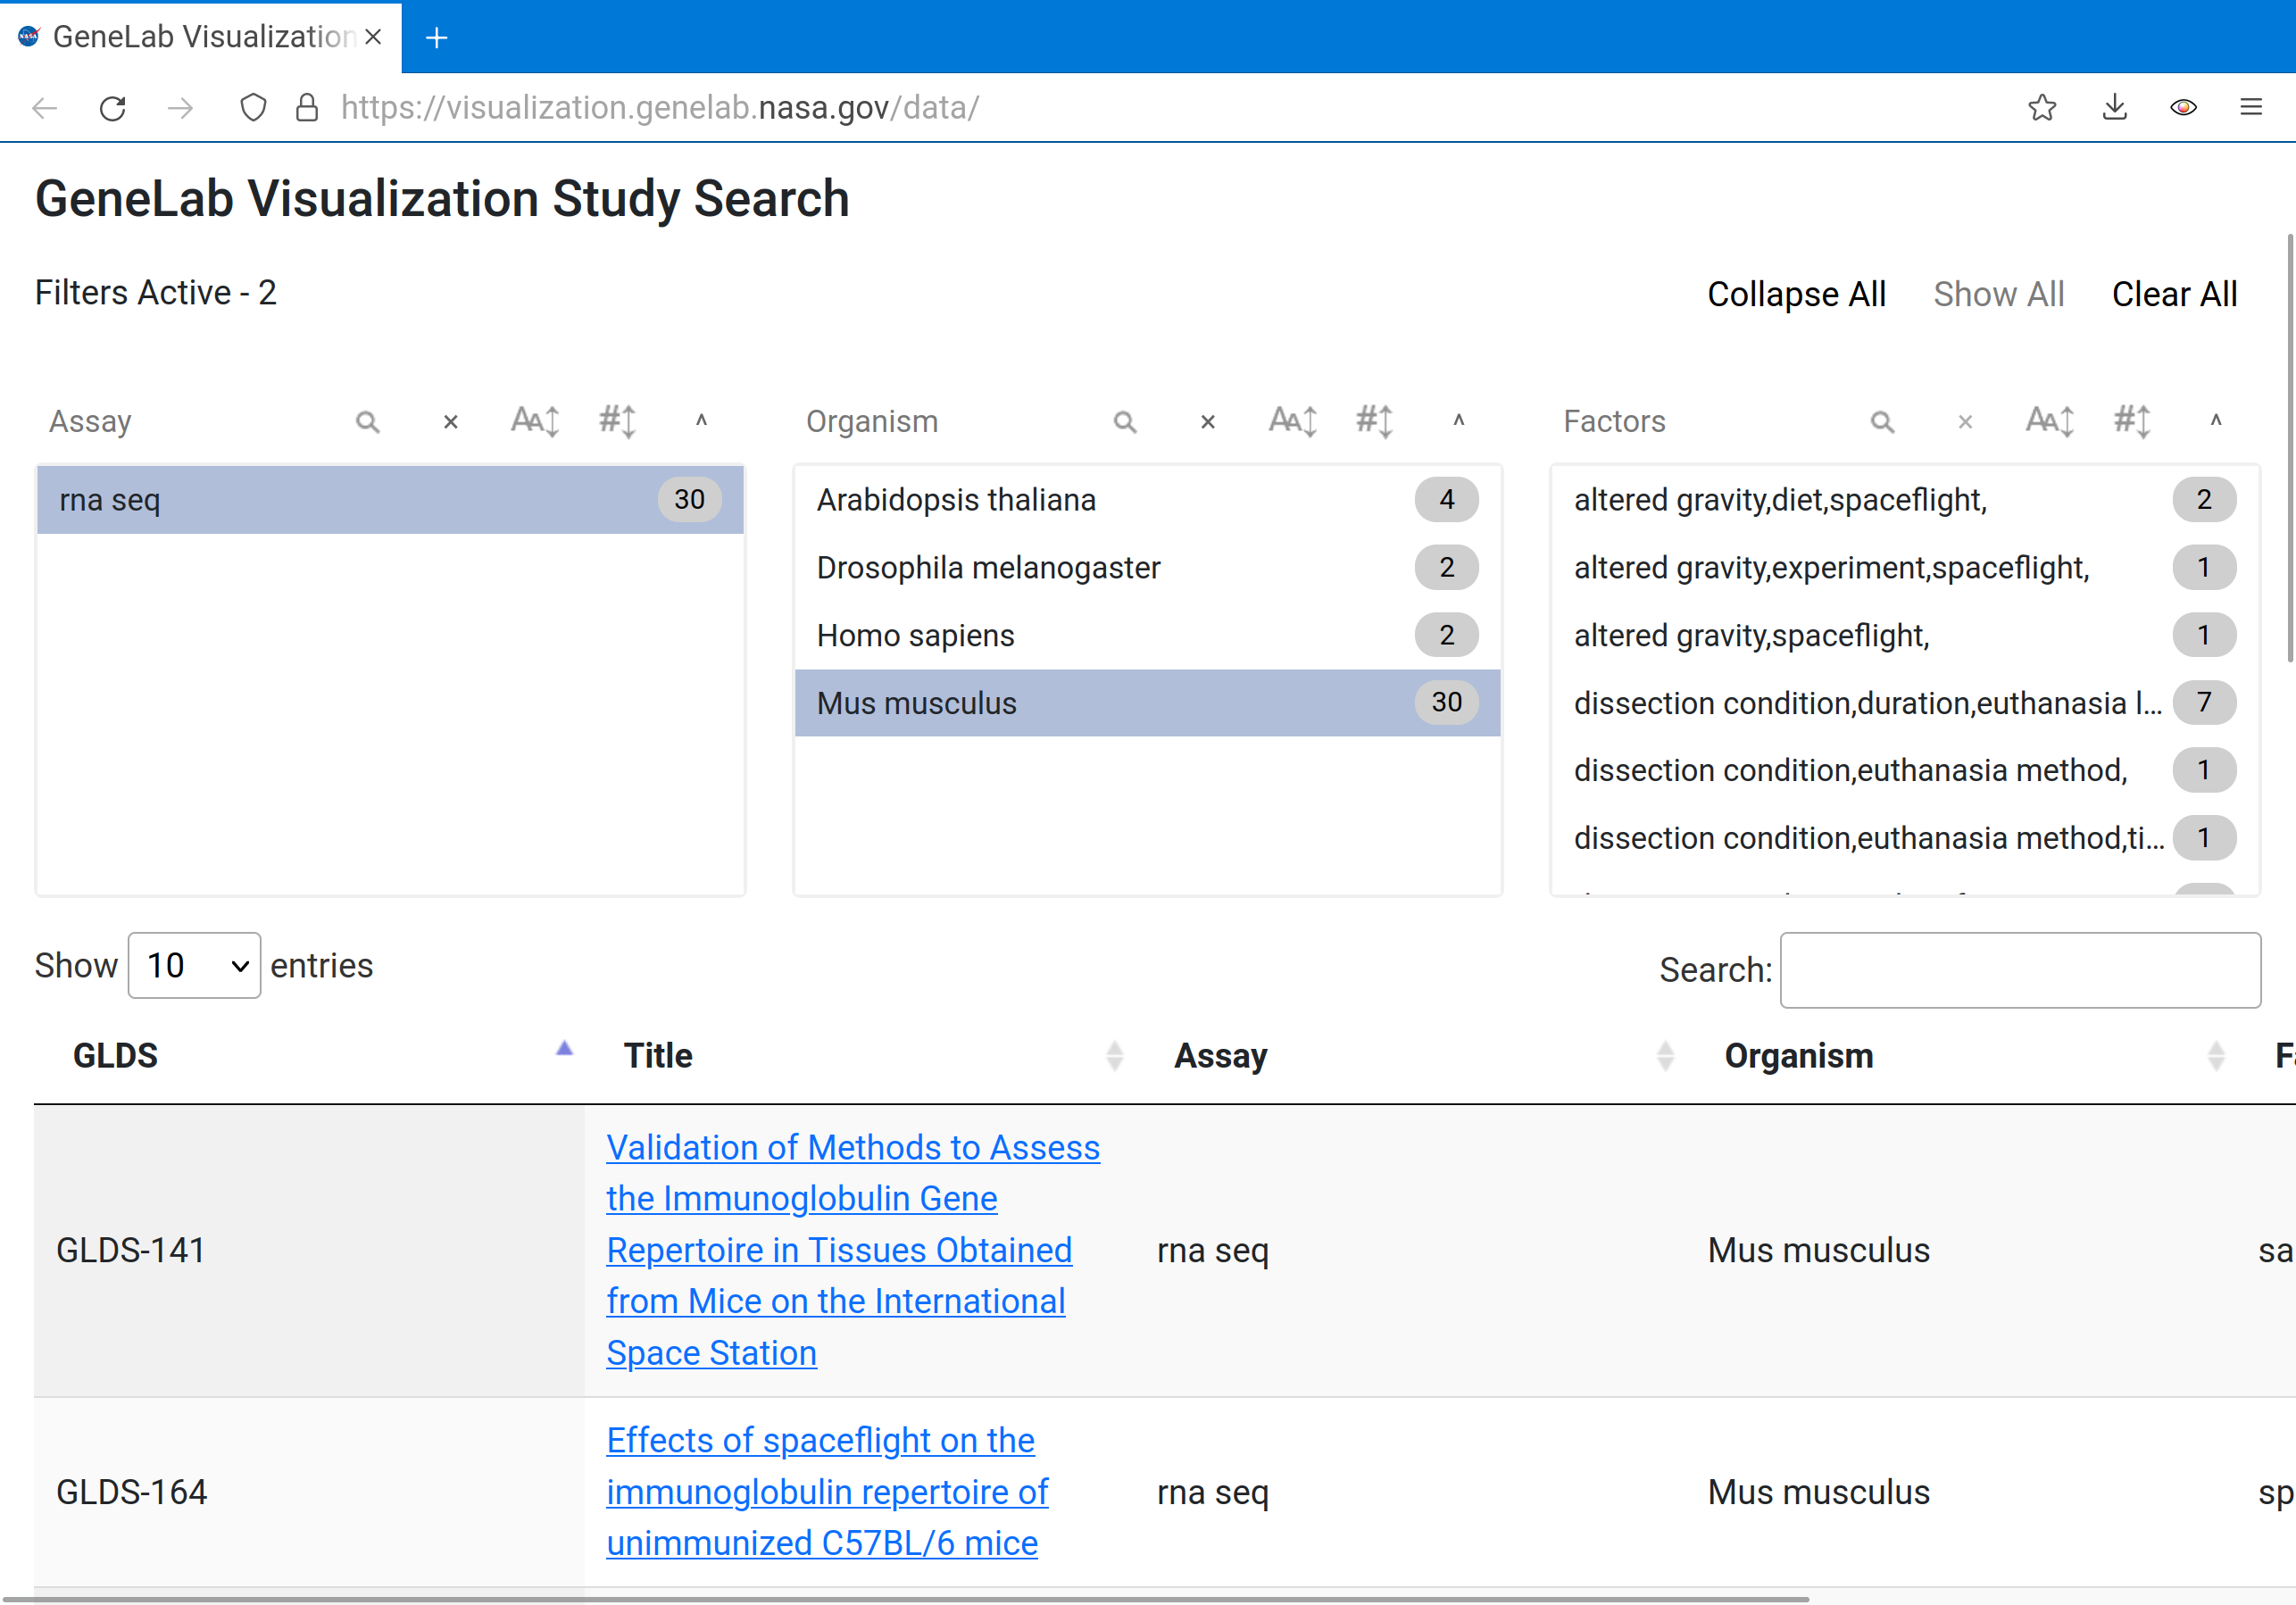 GeneLab Visualization
https://visualization.genelab.nasa.gov/data/
GeneLab Visualization Study Search
Filters Active - 2
Collapse All Show All Clear All
Assay
rna seq 30
Organism
Arabidopsis thaliana 4
Drosophila melanogaster 2
Homo sapiens 2
Mus musculus 30
Factors
altered gravity,diet,spaceflight, 2
altered gravity,experiment,spaceflight, 1
altered gravity,spaceflight, 1
dissection condition,duration,euthanasia l... 7
dissection condition,euthanasia method, 1
dissection condition,euthanasia method,ti... 1
Show 10 entries
Search:
GLDS Title Assay Organism
GLDS-141
Validation of Methods to Assess
the Immunoglobulin Gene
Repertoire in Tissues Obtained
from Mice on the International
Space Station
rna seq
Mus musculus
sa
GLDS-164
Effects of spaceflight on the
immunoglobulin repertoire of
unimmunized C57BL/6 mice
rna seq
Mus musculus
sp